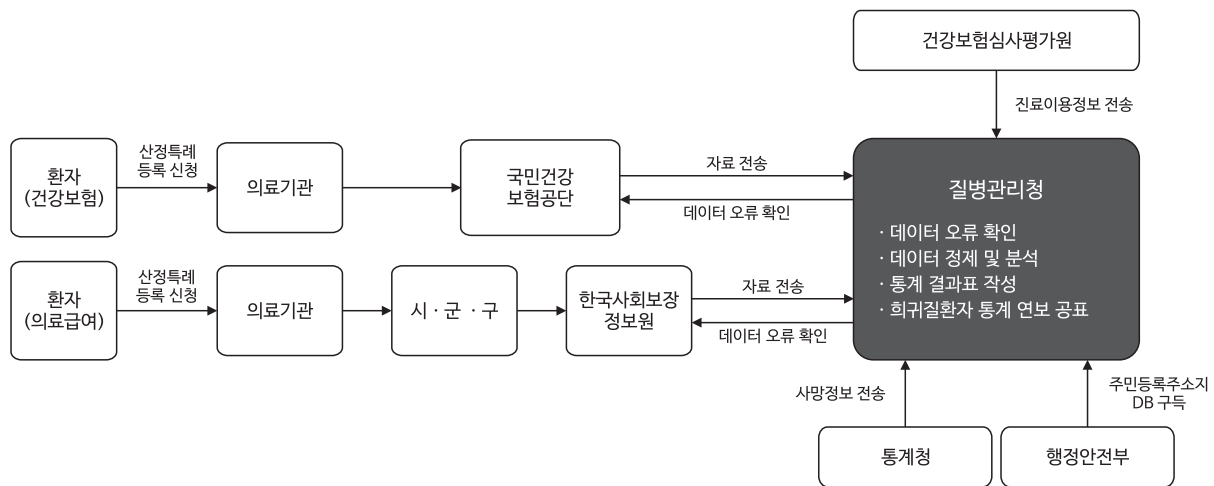 건강보험심사평가원
진료이용정보 전송
환자
(건강보험)
산정특례
등록 신청
의료기관
국민건강
보험공단
자료 전송
데이터 오류 확인
질병관리청
· 데이터 오류 확인
· 데이터 정제 및 분석
· 통계 결과표 작성
· 희귀질환자 통계 연보 공표
환자
(의료급여)
산정특례
등록 신청
의료기관
시 · 군 · 구
한국사회보장
정보원
자료 전송
데이터 오류 확인
사망정보 전송
주민등록주소지
DB 구득
통계청
행정안전부